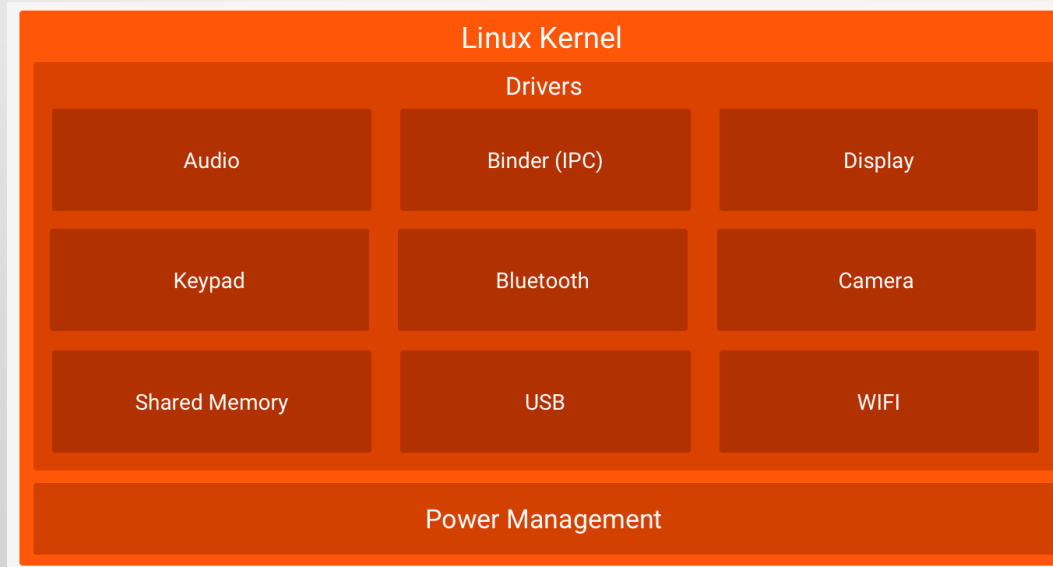 Linux Kernel
Drivers
Audio
Binder (IPC)
Display
Keypad
Bluetooth
Camera
Shared Memory
USB
WIFI
Power Management